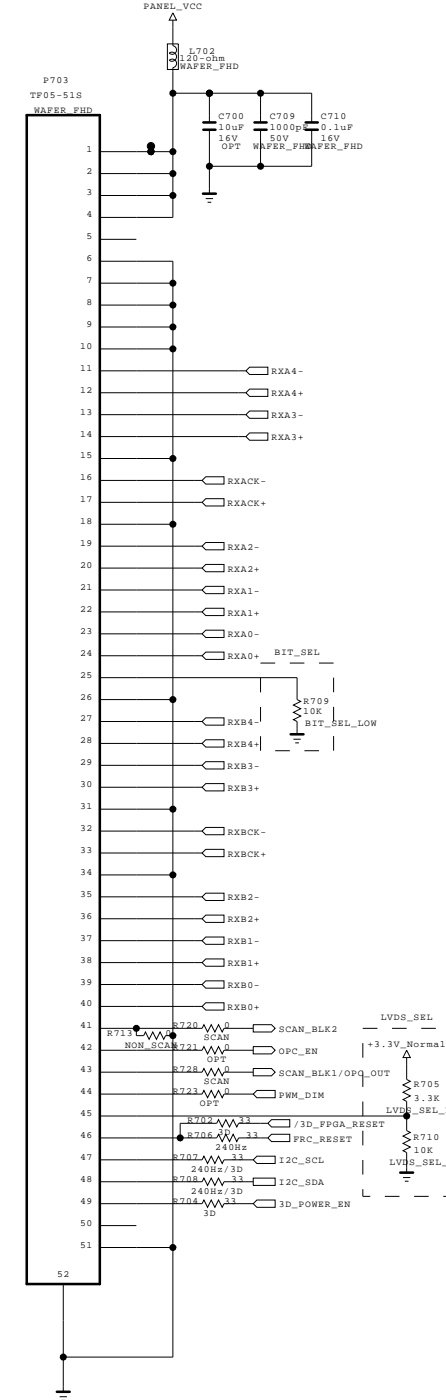 PANEL_VCC
L702
120-ohm
WAFER_FHD
P703
TF05-51S
WAFER_FHD
C700
10uF
16V
OPT
C709
1000p
50V
C710
0.1uF
16V
WAFER_FHD
1
2
3
4
5
6
7
8
9
10
11 RXA4-
12 RXA4+
13 RXA3-
14 RXA3+
15
16 RXACK-
17 RXACK+
18
19 RXA2-
20 RXA2+
21 RXA1-
22 RXA1+
23 RXA0-
24 RXA0+
BIT_SEL
25
R709
10K
BIT_SEL_LOW
26
27 RXB4-
28 RXB4+
29 RXB3-
30 RXB3+
31
32 RXBCK-
33 RXBCK+
34
35 RXB2-
36 RXB2+
37 RXB1-
38 RXB1+
39 RXB0-
40 RXB0+
41 R720 0 SCAN_BLK2
SCAN
R713 0
NON_SCAN
42 R721 0 OPC_EN
OPT
43 R728 0 SCAN_BLK1/OPC_OUT
SCAN
44 R723 0 PWM_DIM
OPT
LVDS_SEL
+3.3V_Normal
R705
3.3K
45
R710
10K
R702 33 /3D_FPGA_RESET
3D
46 R706 33 FRC_RESET
240Hz
47 R707 33 I2C_SCL
240Hz/3D
48 R708 33 I2C_SDA
240Hz/3D
49 R704 33 3D_POWER_EN
3D
50
51
52